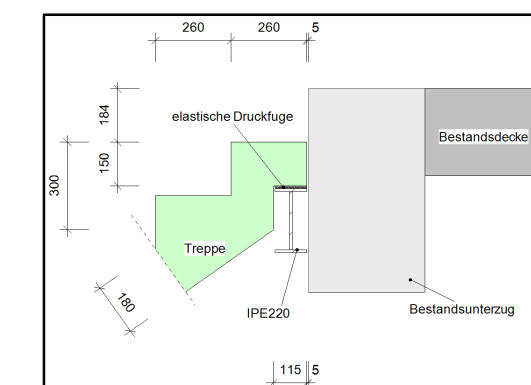 260 260 5
184
elastische Druckfuge
Bestandsdecke
150
300
Treppe
180
IPE220
Bestandsunterzug
115 5